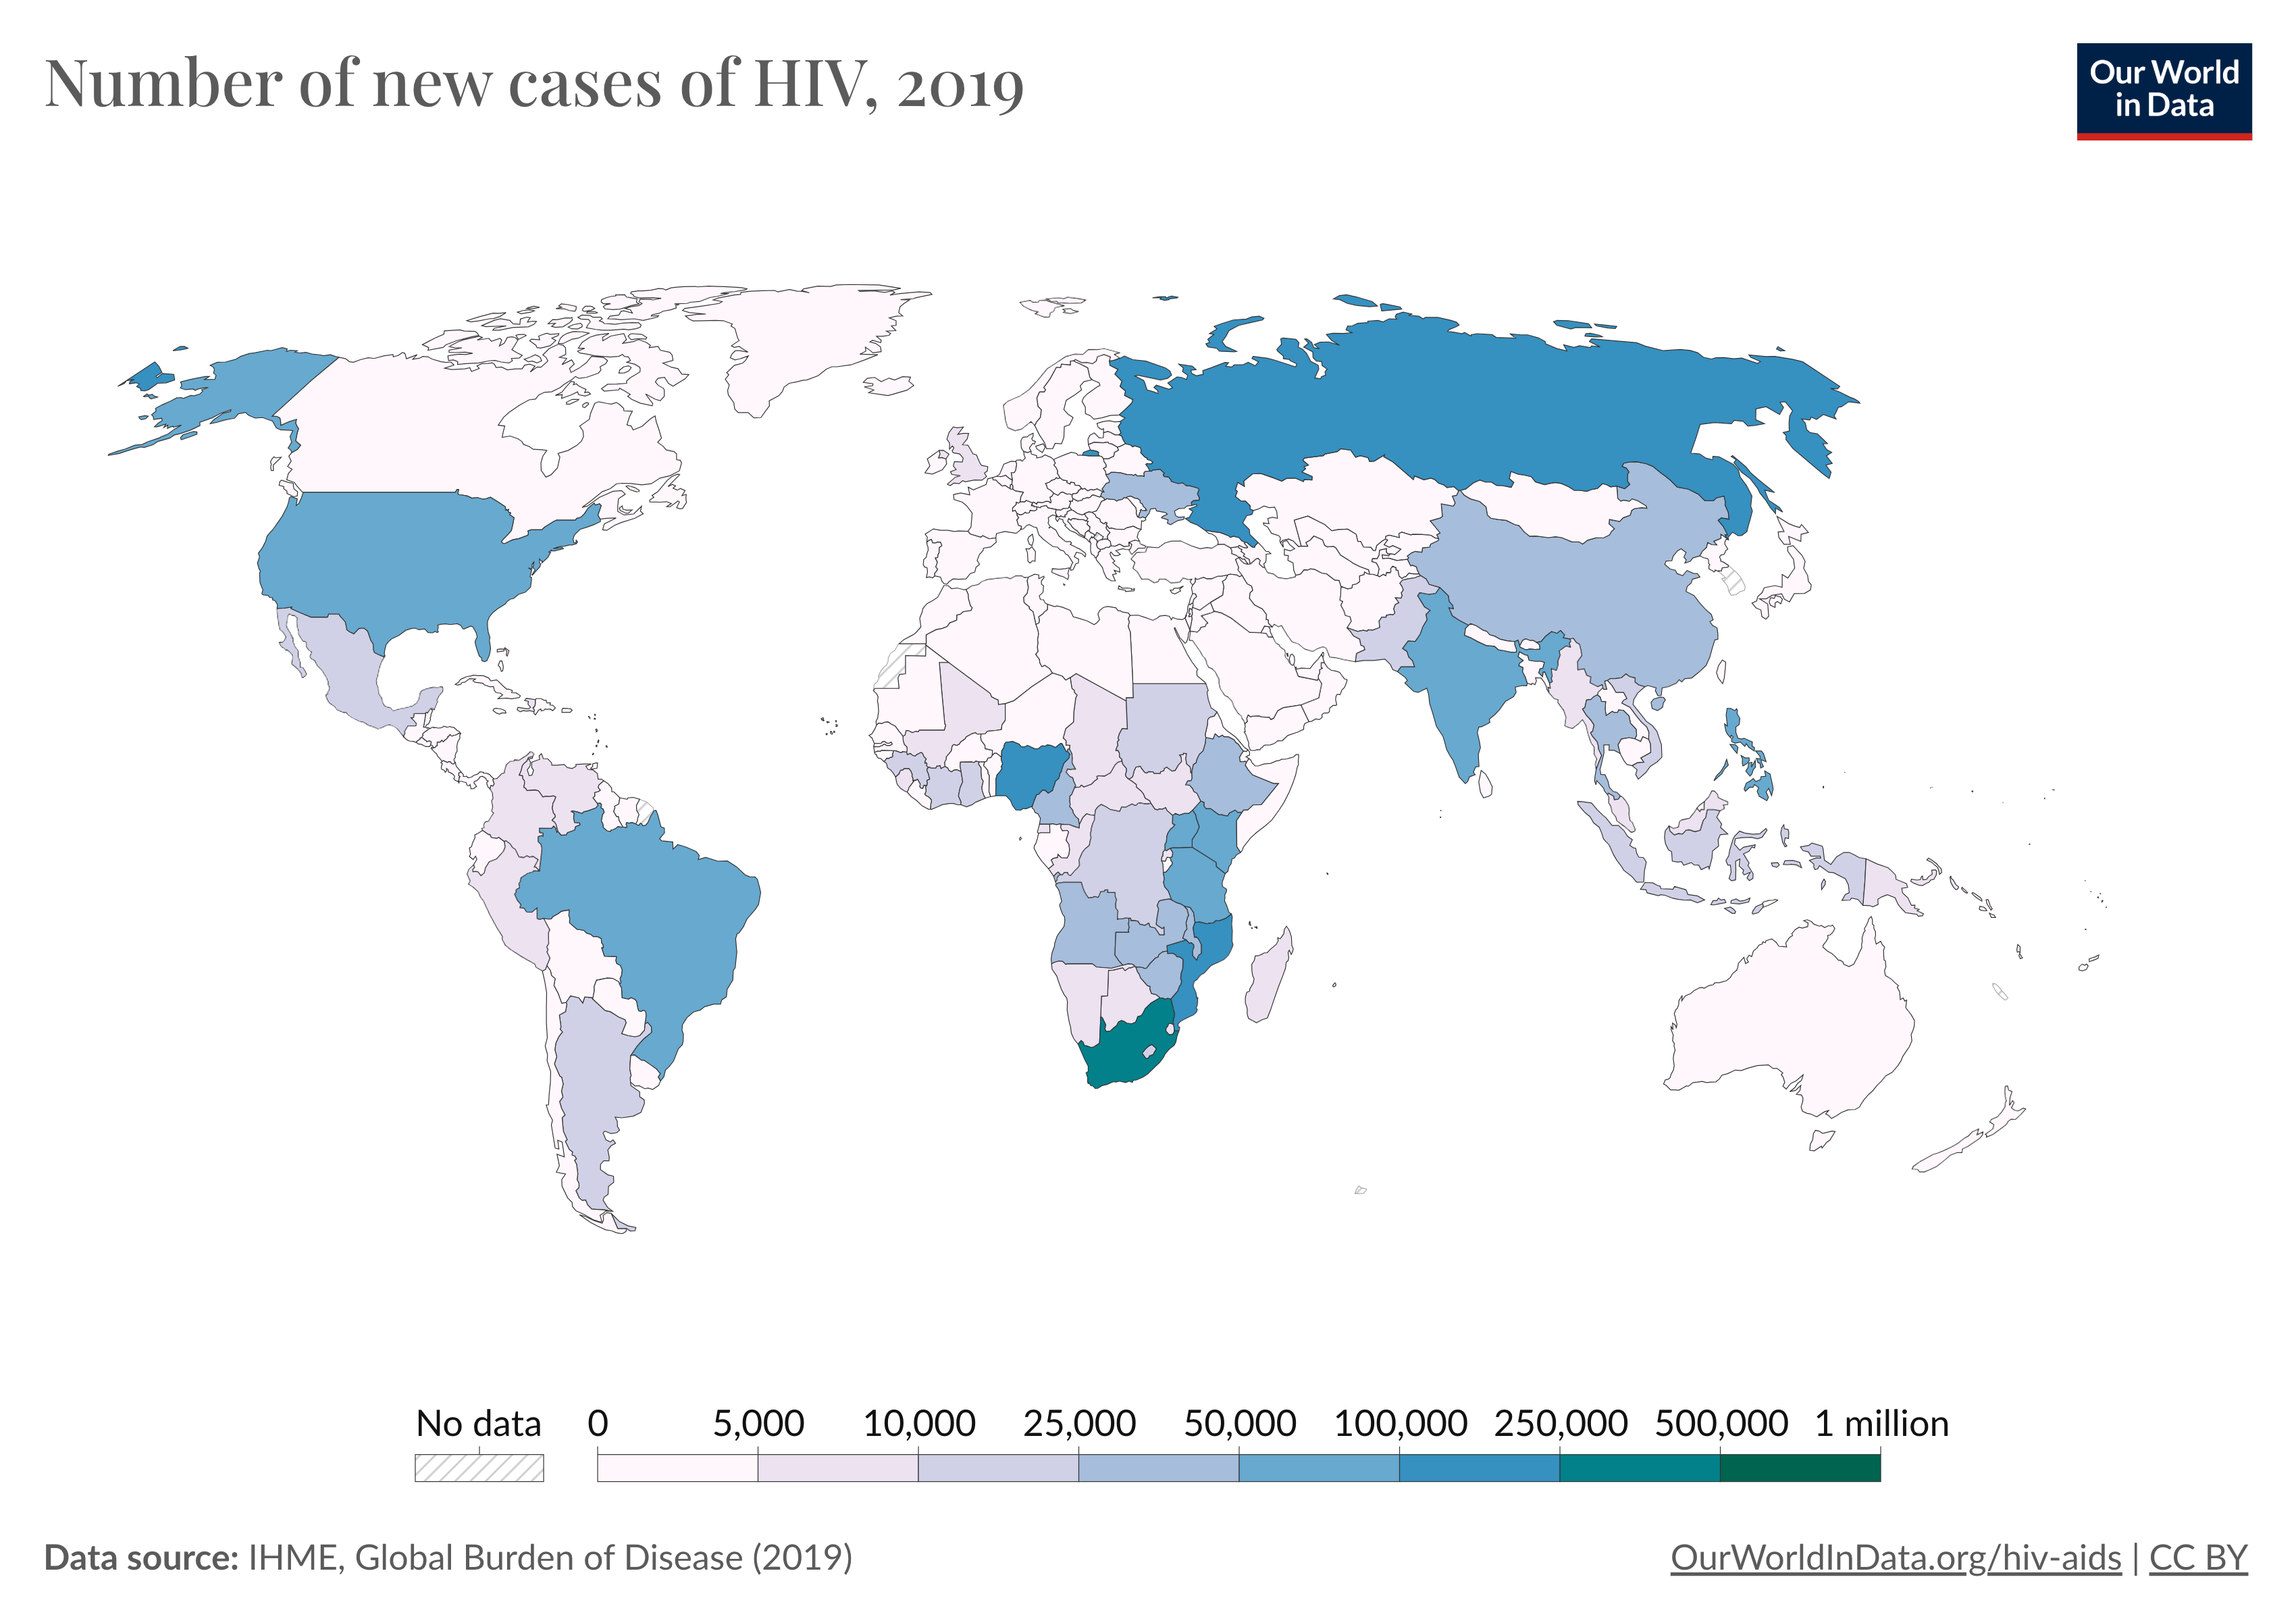 Number of new cases of HIV, 2019
Our World
in Data
No data
0
5,000
10,000
25,000
50,000
100,000
250,000
500,000
1 million
Data source: IHME, Global Burden of Disease (2019)
OurWorldInData.org/hiv-aids | CC BY